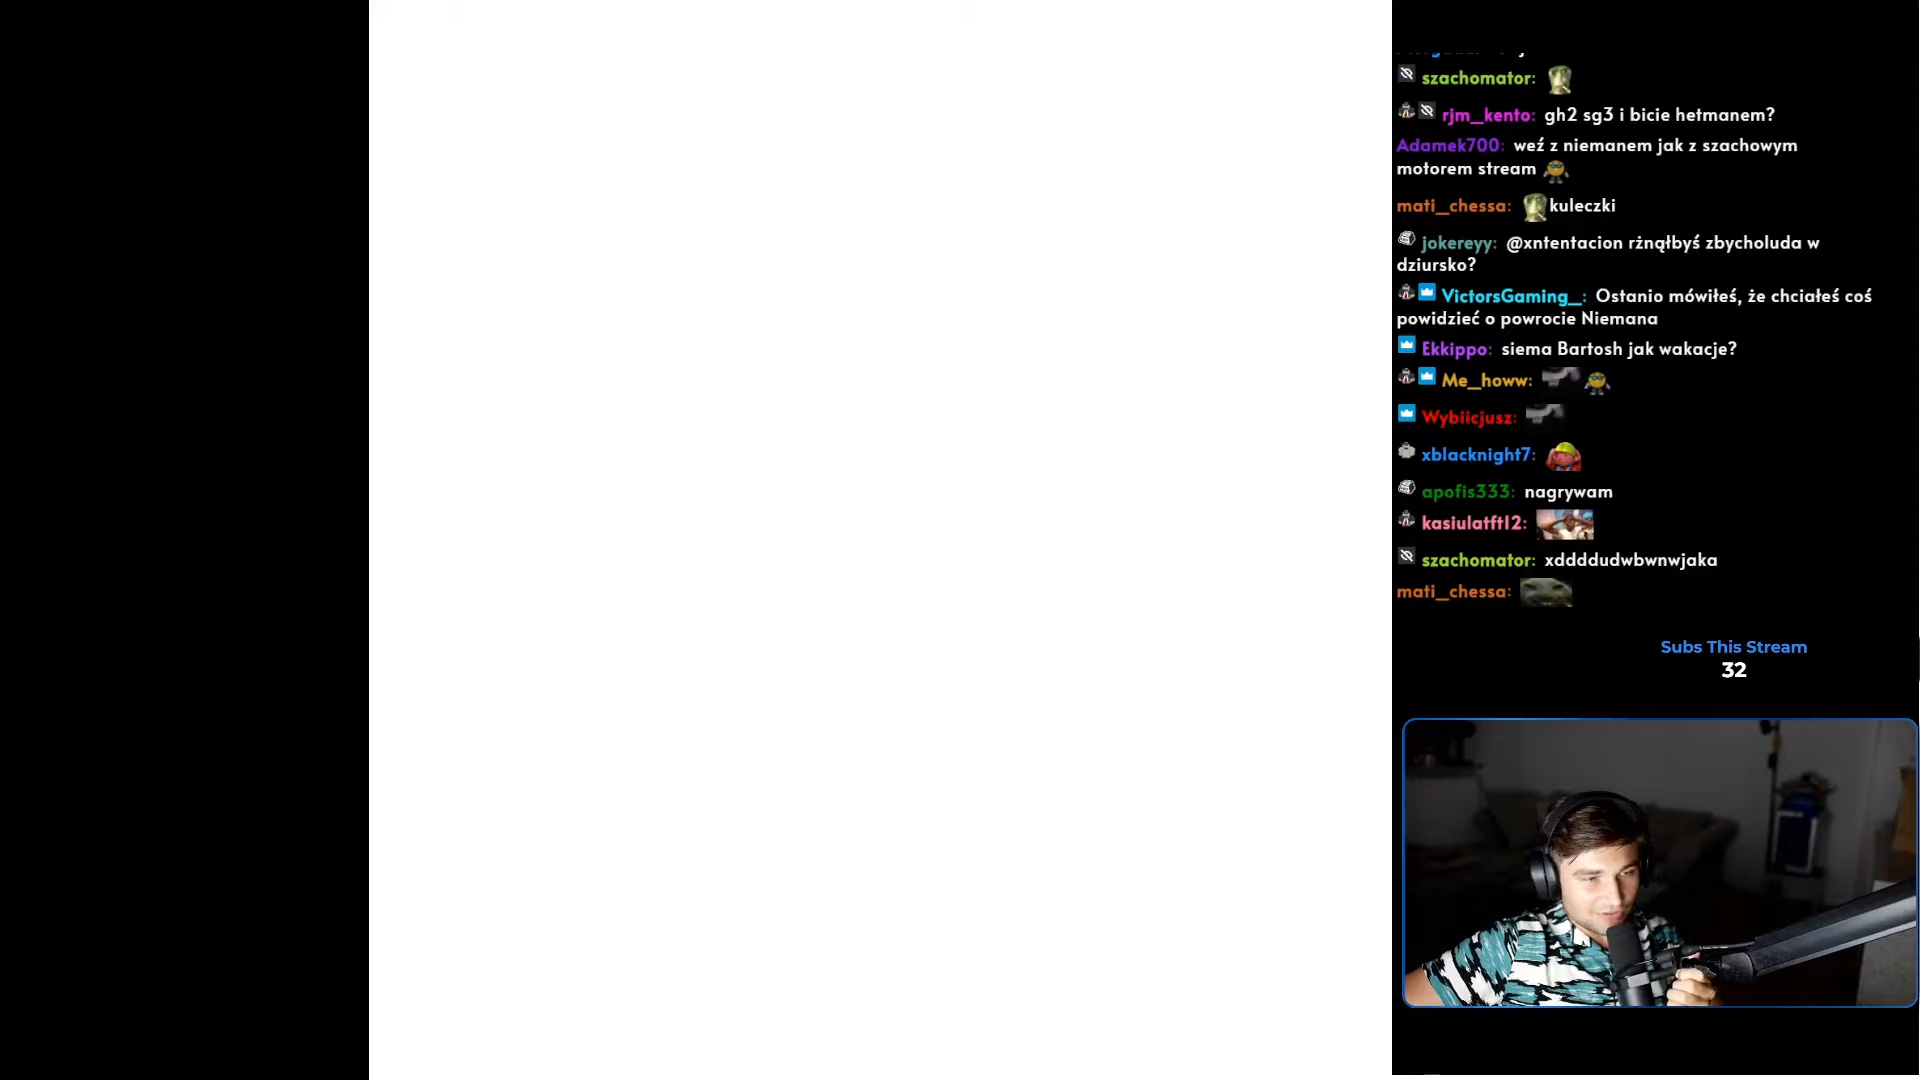 szachomator:
rjm_kento: gh2 sg3 i bicie hetmanem?
Adamek700: weź z niemanem jak z szachowym
motorem stream
mati_chessa: kuleczki
jokereyy: @xntentacion rżnąłbyś zbycholuda w
dziursko?
VictorsGaming_: Ostanio mówiłeś, że chciałeś coś
powidzieć o powrocie Niemana
Ekkippo: siema Bartosh jak wakacje?
Me_howw:
Wybiicjusz:
xblacknight7:
apofis333: nagrywam
kasiulatft12:
szachomator: xddddudwbwnwjaka
mati_chessa:
Subs This Stream
32